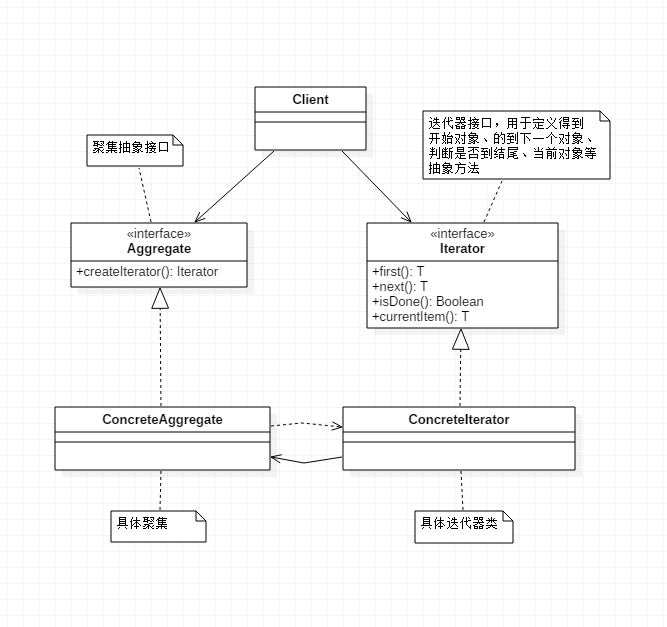 Client
迭代器接口，用于定义得到
开始对象、的到下一个对象、
判断是否到结尾、当前对象等
抽象方法
聚集抽象接口
«interface»
Aggregate
+createIterator(): Iterator
«interface»
Iterator
+first(): T
+next(): T
+isDone(): Boolean
+currentItem(): T
ConcreteAggregate
ConcreteIterator
具体聚集
具体迭代器类